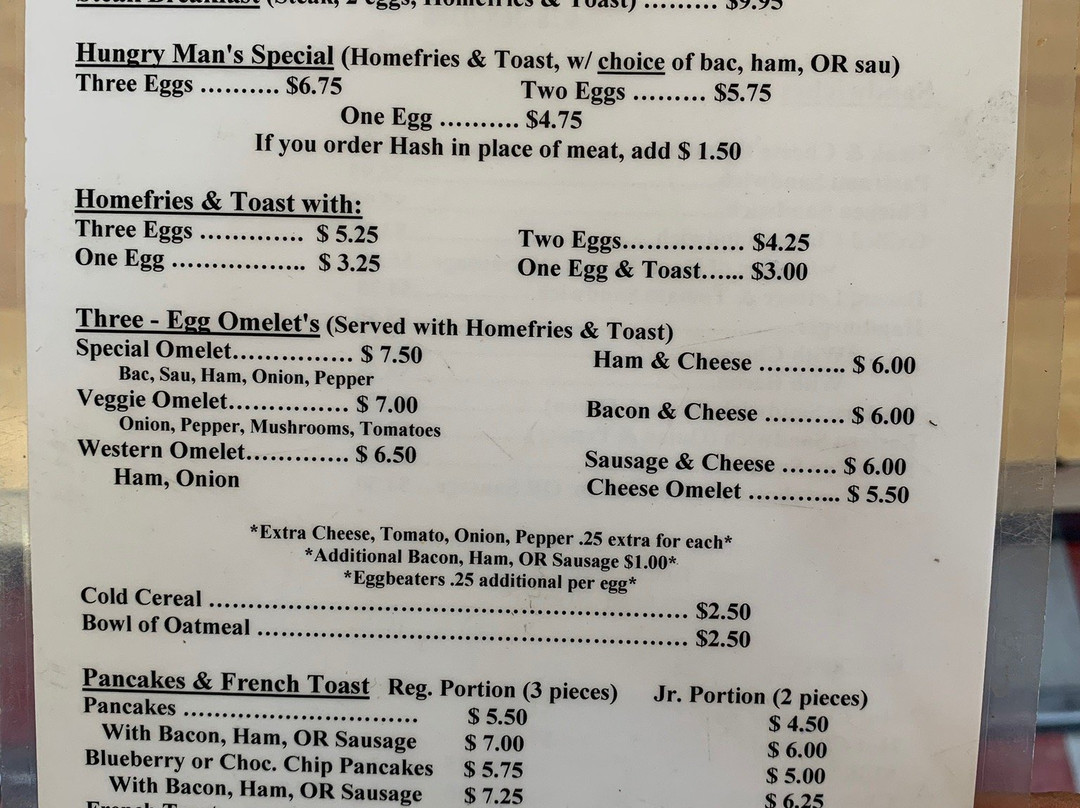 Steak Breakfast (Steak, 2 eggs, Homefries & Toast) ......... $9.95
Hungry Man's Special (Homefries & Toast, w/ choice of bac, ham, OR sau)
Three Eggs .......... $6.75 Two Eggs ......... $5.75
One Egg .......... $4.75
If you order Hash in place of meat, add $ 1.50
Homefries & Toast with:
Three Eggs ............. $ 5.25 Two Eggs............... $4.25
One Egg ................. $ 3.25 One Egg & Toast...... $3.00
Three - Egg Omelet's (Served with Homefries & Toast)
Special Omelet............... $ 7.50 Ham & Cheese ........... $ 6.00
Bac, Sau, Ham, Onion, Pepper
Veggie Omelet............... $ 7.00 Bacon & Cheese .......... $ 6.00
Onion, Pepper, Mushrooms, Tomatoes
Western Omelet............. $ 6.50 Sausage & Cheese ....... $ 6.00
Ham, Onion Cheese Omelet ............ $ 5.50
*Extra Cheese, Tomato, Onion, Pepper .25 extra for each*
*Additional Bacon, Ham, OR Sausage $1.00*
*Eggbeaters .25 additional per egg*
Cold Cereal ............................................................ $2.50
Bowl of Oatmeal ...................................................... $2.50
Pancakes & French Toast Reg. Portion (3 pieces) Jr. Portion (2 pieces)
Pancakes .............................. $ 5.50 $ 4.50
With Bacon, Ham, OR Sausage $ 7.00 $ 6.00
Blueberry or Choc. Chip Pancakes $ 5.75 $ 5.00
With Bacon, Ham, OR Sausage $ 7.25 $ 6.25